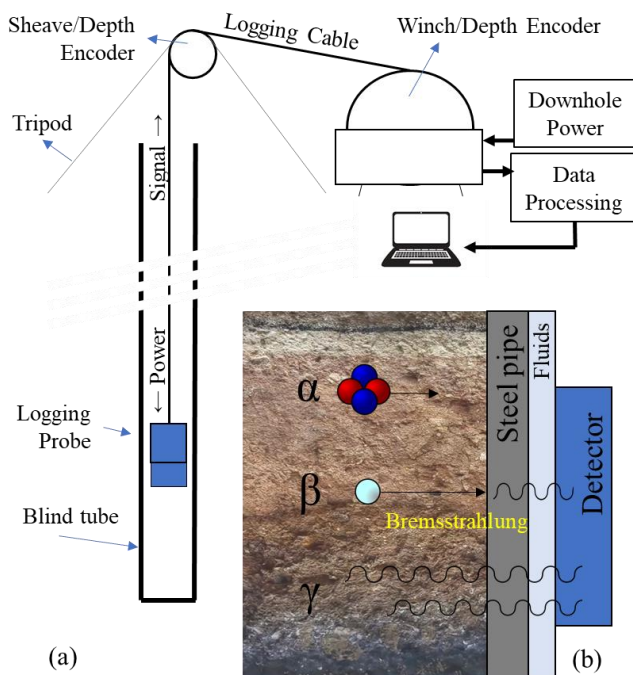 Sheave/Depth
Encoder
Logging Cable
Winch/Depth Encoder
Tripod
Signal →
Downhole
Power
Data
Processing
← Power
Logging
Probe
Blind tube
(a)
α
β
Bremsstrahlung
γ
Steel pipe
Fluids
Detector
(b)